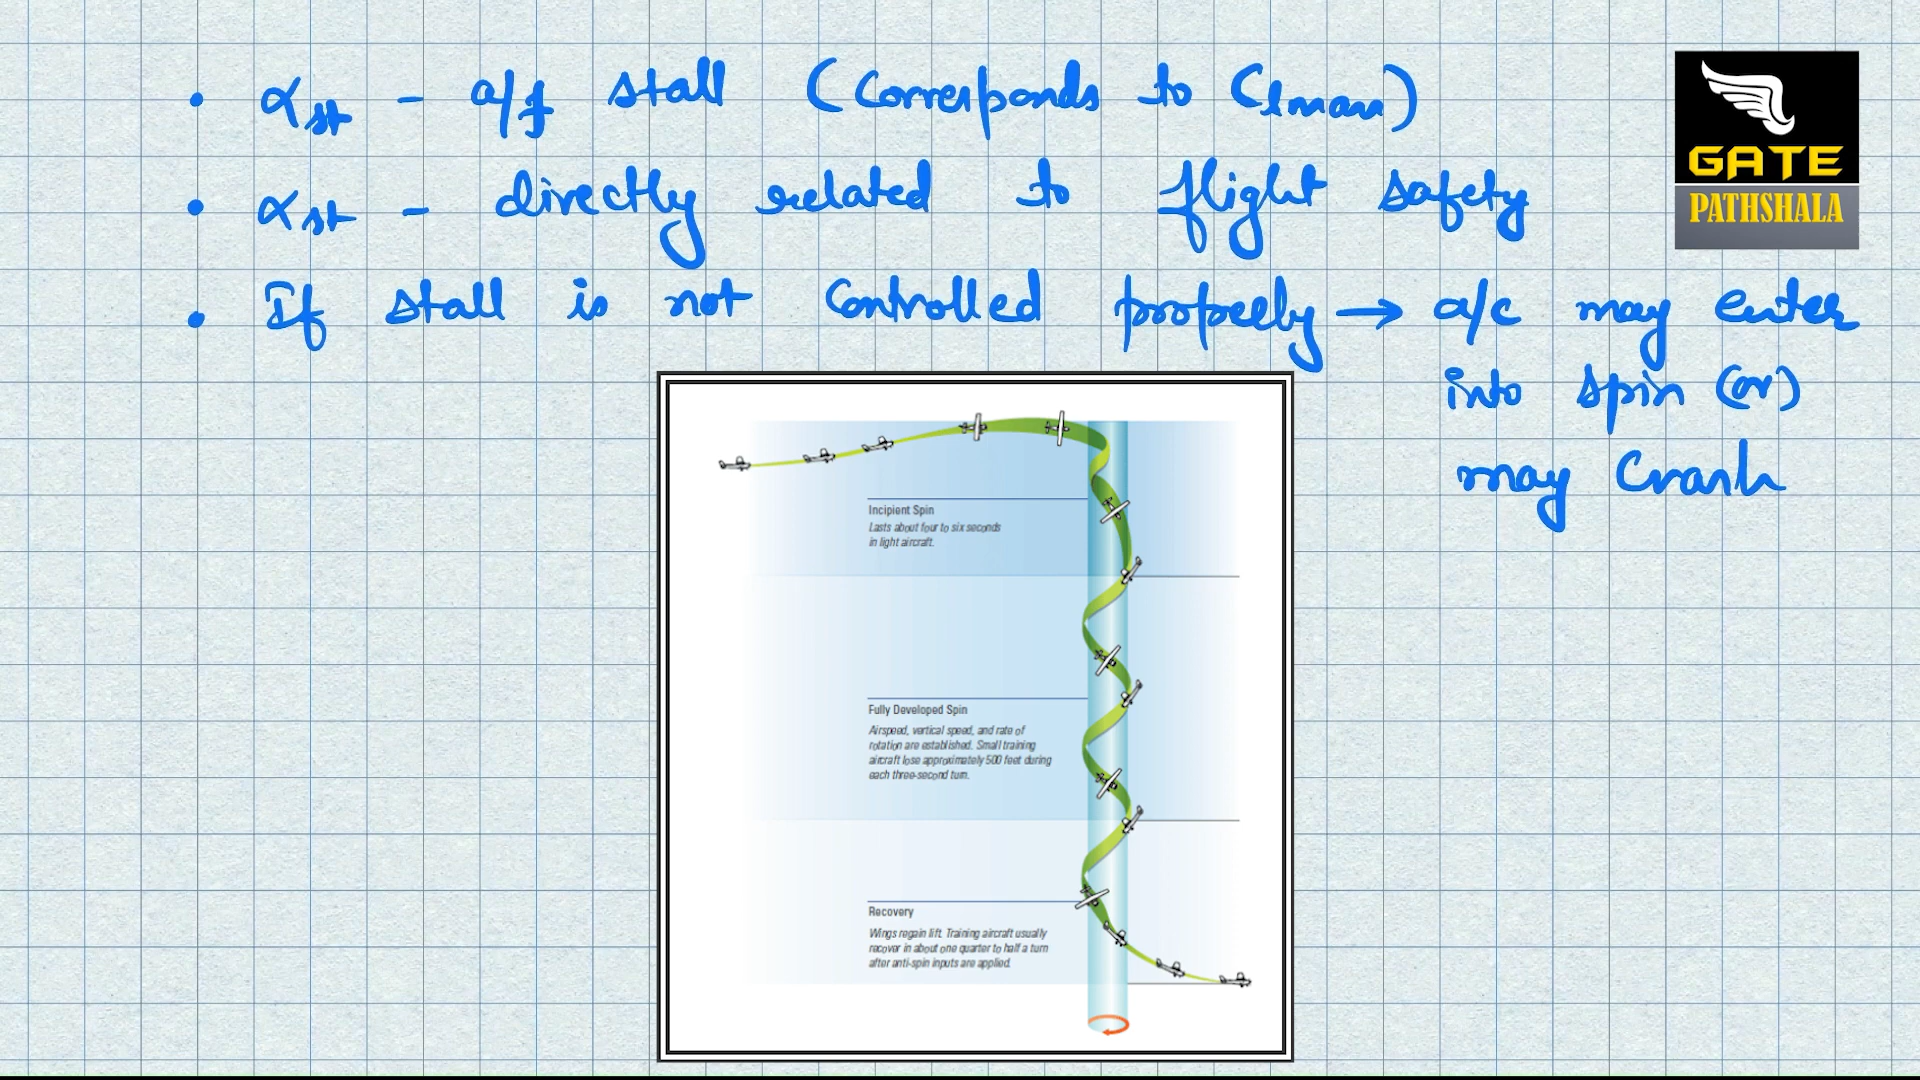 • αst - a/f stall (Corresponds to Clmax)
• αst - directly related to flight safety
• If stall is not Controlled properly → a/c may enter
into spin (or)
may Crash
GATE
PATHSHALA
Incipient Spin
Lasts about four to six seconds
in light aircraft.
Fully Developed Spin
Airspeed, vertical speed, and rate of
rotation are established. Small training
aircraft lose approximately 500 feet during
each three-second turn.
Recovery
Wings regain lift. Training aircraft usually
recover in about one quarter to half a turn
after anti-spin inputs are applied.